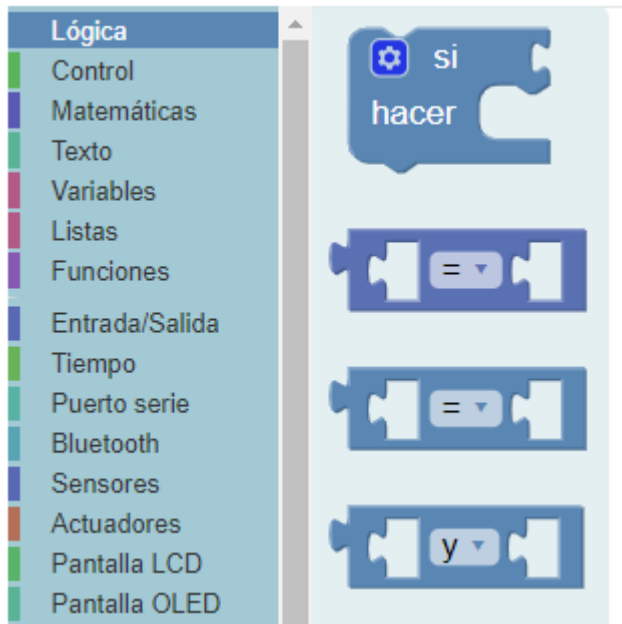 Lógica
Control
Matemáticas
Texto
Variables
Listas
Funciones
Entrada/Salida
Tiempo
Puerto serie
Bluetooth
Sensores
Actuadores
Pantalla LCD
Pantalla OLED
si
hacer
=
=
y